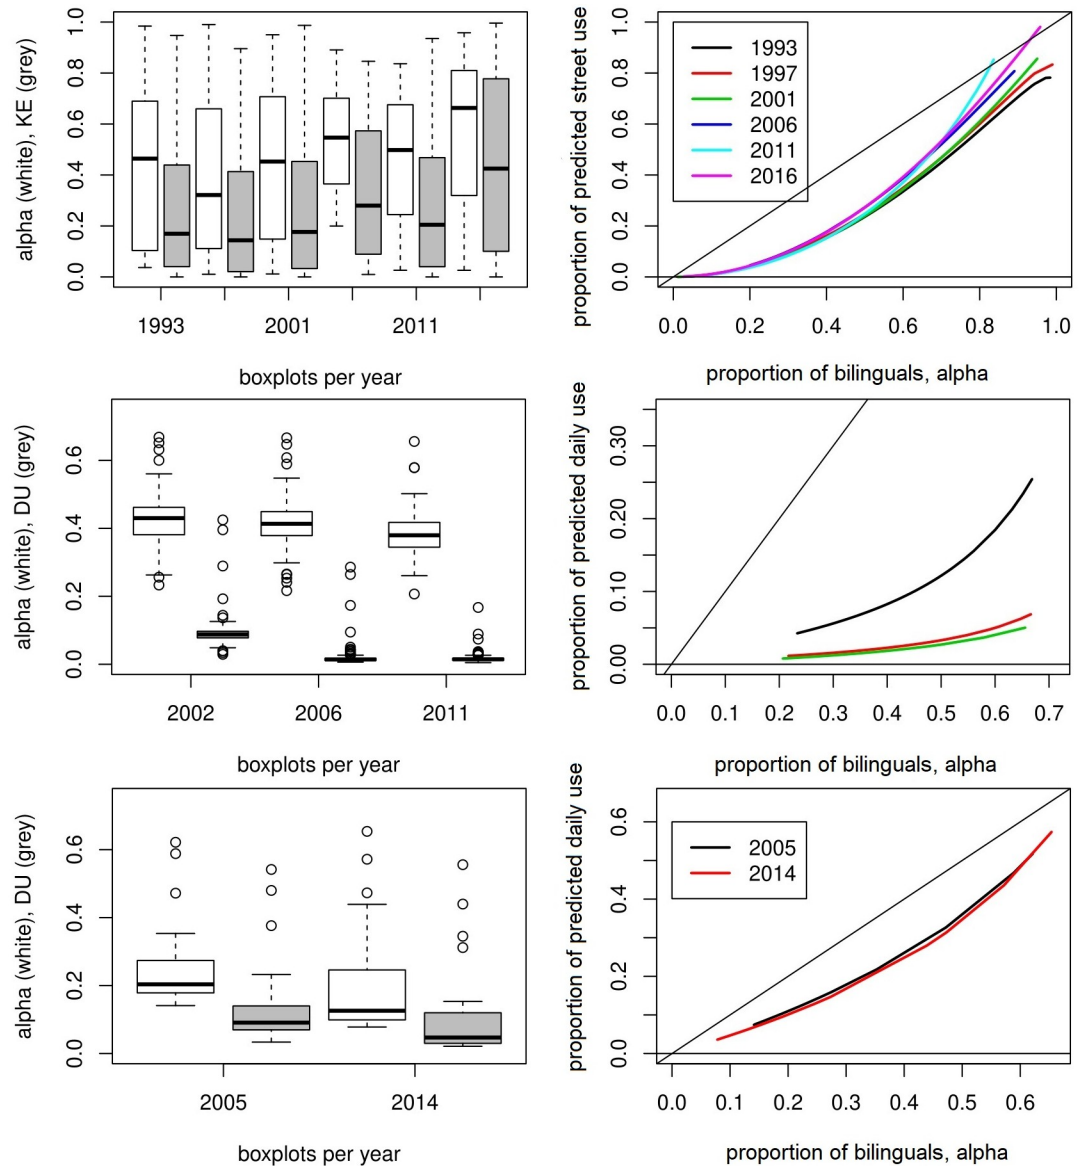 alpha (white), KE (grey)
0.0 0.2 0.4 0.6 0.8 1.0
1993 2001 2011
boxplots per year
proportion of predicted street use
0.0 0.2 0.4 0.6 0.8 1.0
1993
1997
2001
2006
2011
2016
0.0 0.2 0.4 0.6 0.8 1.0
proportion of bilinguals, alpha
alpha (white), DU (grey)
0.0 0.2 0.4 0.6
2002 2006 2011
boxplots per year
proportion of predicted daily use
0.00 0.10 0.20 0.30
0.0 0.1 0.2 0.3 0.4 0.5 0.6 0.7
proportion of bilinguals, alpha
alpha (white), DU (grey)
0.0 0.2 0.4 0.6
2005 2014
boxplots per year
proportion of predicted daily use
0.0 0.2 0.4 0.6
2005
2014
0.0 0.1 0.2 0.3 0.4 0.5 0.6
proportion of bilinguals, alpha